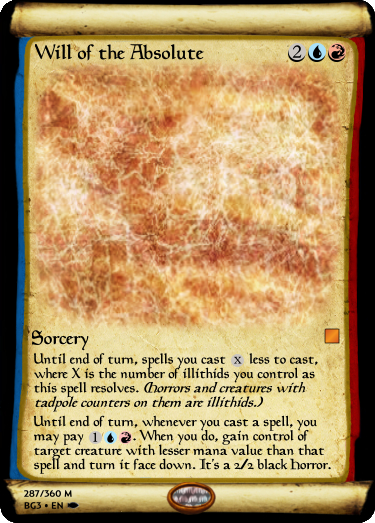 Will of the Absolute 2
Sorcery
Until end of turn, spells you cast X less to cast,
where X is the number of illithids you control as
this spell resolves. (horrors and creatures with
tadpole counters on them are illithids.)
Until end of turn, whenever you cast a spell, you
may pay 1 . When you do, gain control of
target creature with lesser mana value than that
spell and turn it face down. It's a 2/2 black horror.
287/360 M
BG3 • EN